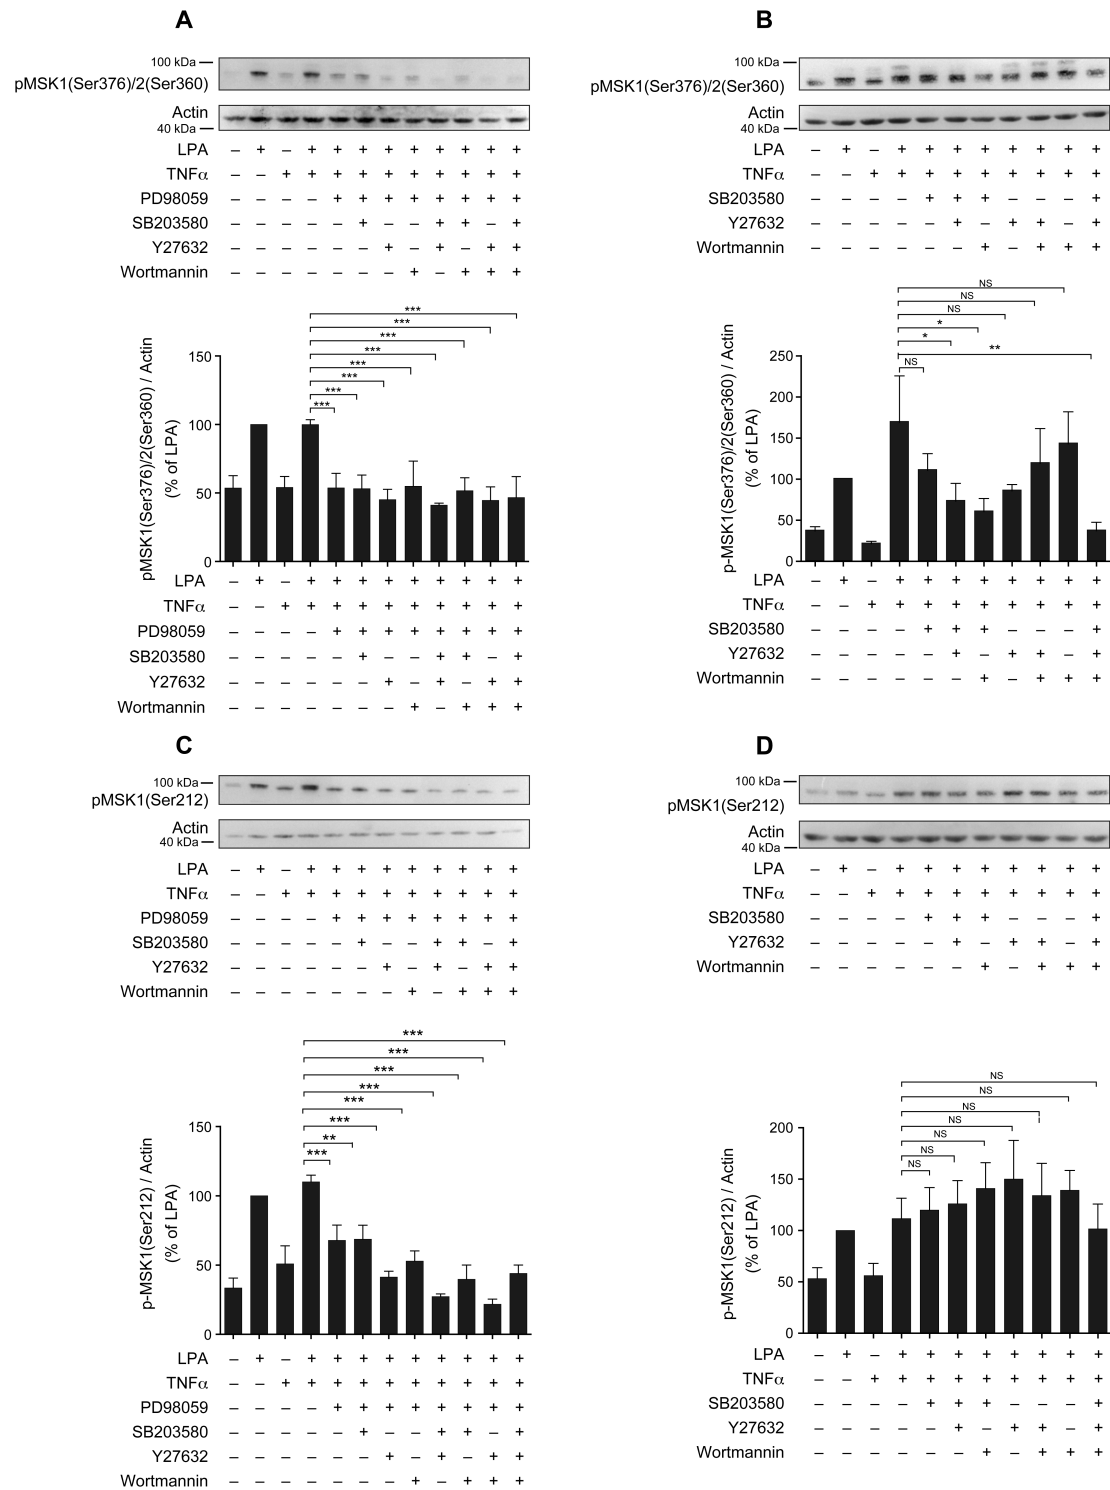 A
100 kDa
pMSK1(Ser376)/2(Ser360)
Actin
40 kDa
LPA – + – + + + + + + + + +
TNFα – – + + + + + + + + + +
PD98059 – – – – + + + + + + + +
SB203580 – – – – – + – – + + – +
Y27632 – – – – – – + – + – + +
Wortmannin – – – – – – – + – + + +
***
***
***
***
***
***
***
***
pMSK1(Ser376)/2(Ser360) / Actin
(% of LPA)
150
100
50
0
LPA – + – + + + + + + + + +
TNFα – – + + + + + + + + + +
PD98059 – – – – + + + + + + + +
SB203580 – – – – – + – – + + – +
Y27632 – – – – – – + – + – + +
Wortmannin – – – – – – – + – + + +
B
100 kDa
pMSK1(Ser376)/2(Ser360)
Actin
40 kDa
LPA – + – + + + + + + + +
TNFα – – + + + + + + + + +
SB203580 – – – – + + + – – – +
Y27632 – – – – – + – + + – +
Wortmannin – – – – – – + – + + +
NS
NS
NS
*
*
**
NS
p-MSK1(Ser376)/2(Ser360) / Actin
(% of LPA)
250
200
150
100
50
0
LPA – + – + + + + + + + +
TNFα – – + + + + + + + + +
SB203580 – – – – + + + – – – +
Y27632 – – – – – + – + + – +
Wortmannin – – – – – – + – + + +
C
100 kDa
pMSK1(Ser212)
Actin
40 kDa
LPA – + – + + + + + + + + +
TNFα – – + + + + + + + + + +
PD98059 – – – – + + + + + + + +
SB203580 – – – – – + – – + + – +
Y27632 – – – – – – + – + – + +
Wortmannin – – – – – – – + – + + +
***
***
***
***
***
***
**
***
p-MSK1(Ser212) / Actin
(% of LPA)
150
100
50
0
LPA – + – + + + + + + + + +
TNFα – – + + + + + + + + + +
PD98059 – – – – + + + + + + + +
SB203580 – – – – – + – – + + – +
Y27632 – – – – – – + – + – + +
Wortmannin – – – – – – – + – + + +
D
100 kDa
pMSK1(Ser212)
Actin
40 kDa
LPA – + – + + + + + + + +
TNFα – – + + + + + + + + +
SB203580 – – – – + + + – – – +
Y27632 – – – – – + – + + – +
Wortmannin – – – – – – + – + + +
NS
NS
NS
NS
NS
NS
NS
p-MSK1(Ser212) / Actin
(% of LPA)
200
150
100
50
0
LPA – + – + + + + + + + +
TNFα – – + + + + + + + + +
SB203580 – – – – + + + – – – +
Y27632 – – – – – + – + + – +
Wortmannin – – – – – – + – + + +